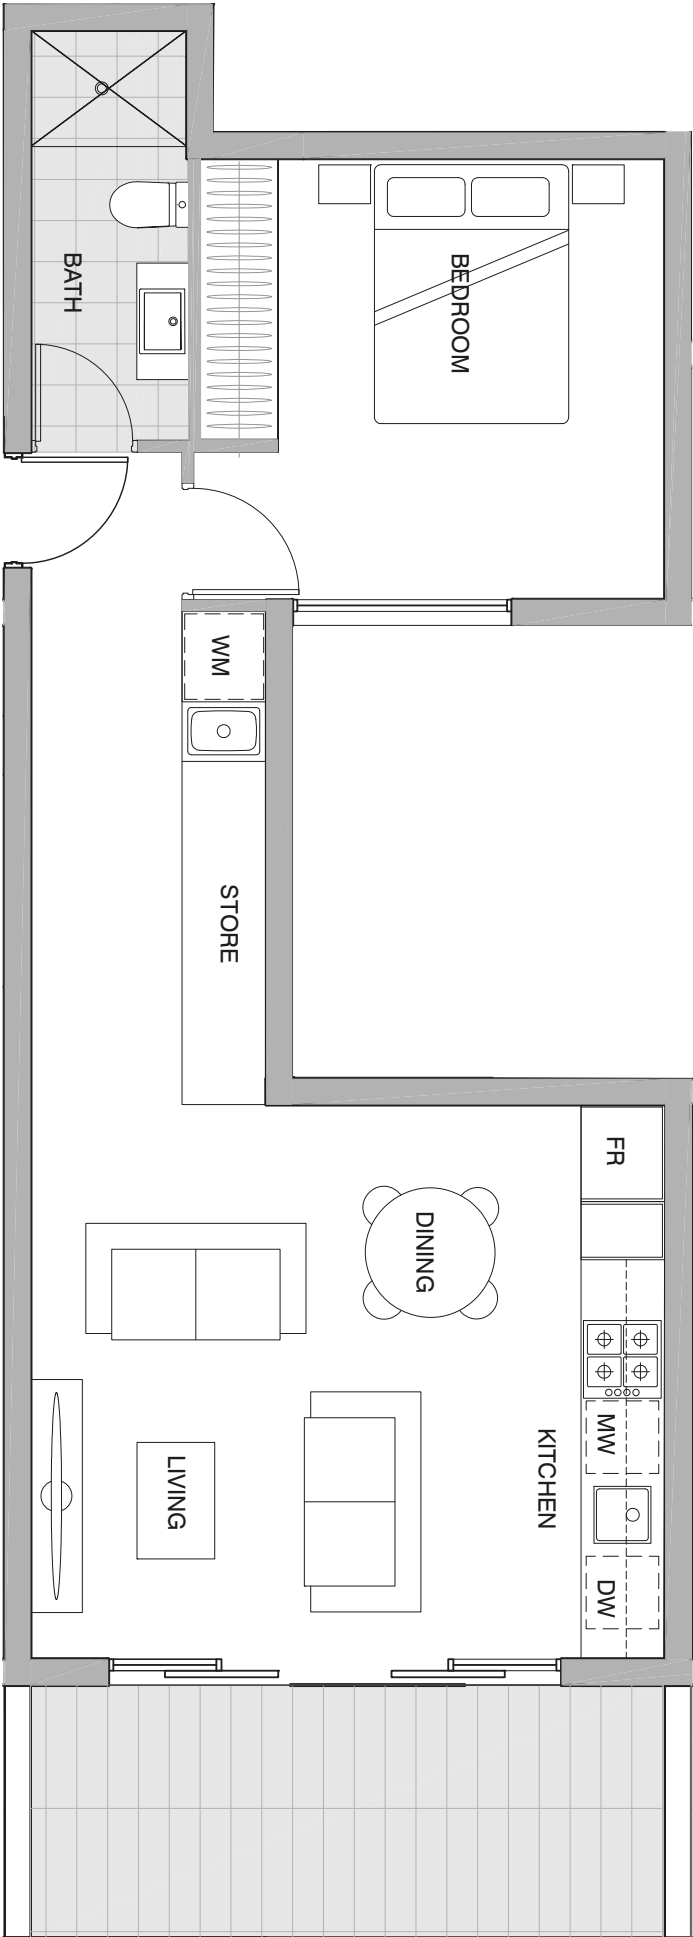 BATH
BEDROOM
WM
STORE
FR
DINING
KITCHEN
MW
LIVING
DW